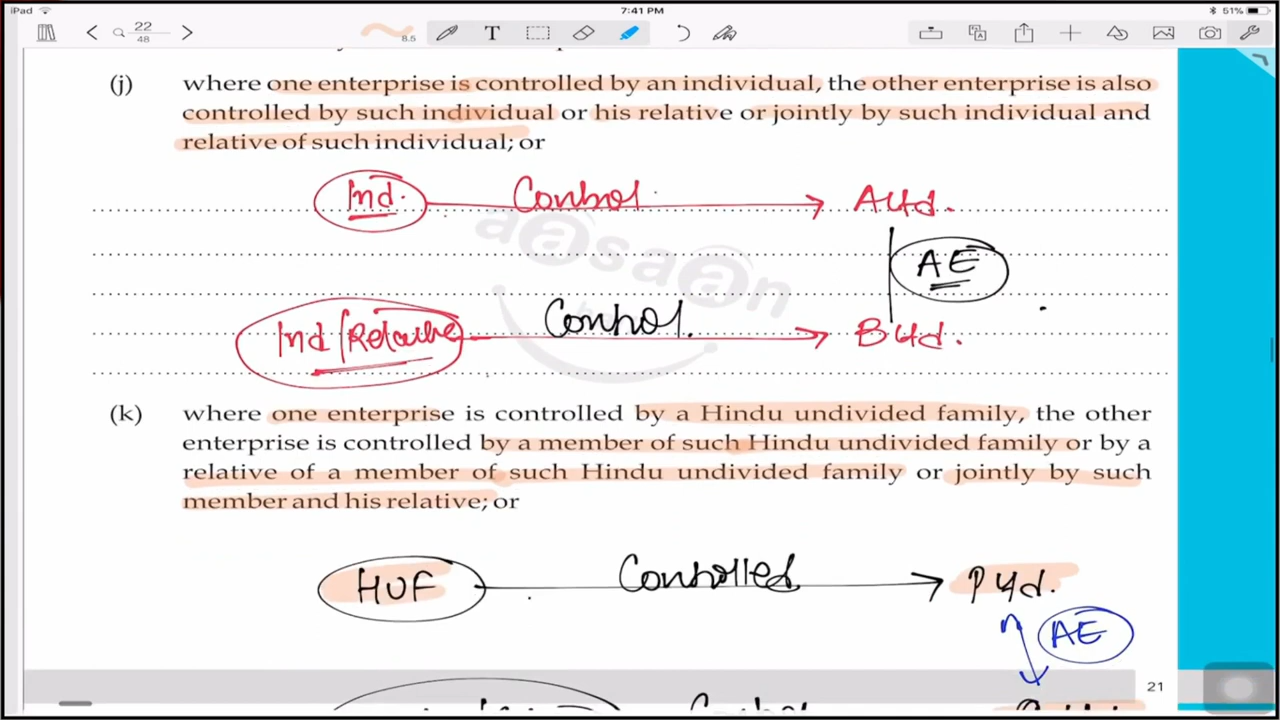 iPad
7:41 PM
51%
22
48
8.5
T
(j) where one enterprise is controlled by an individual, the other enterprise is also
controlled by such individual or his relative or jointly by such individual and
relative of such individual; or
Ind. Control A Ltd.
aasaan
AE
Ind/Relative Control. B Ltd.
(k) where one enterprise is controlled by a Hindu undivided family, the other
enterprise is controlled by a member of such Hindu undivided family or by a
relative of a member of such Hindu undivided family or jointly by such
member and his relative; or
HUF Controlled P Ltd.
AE
21